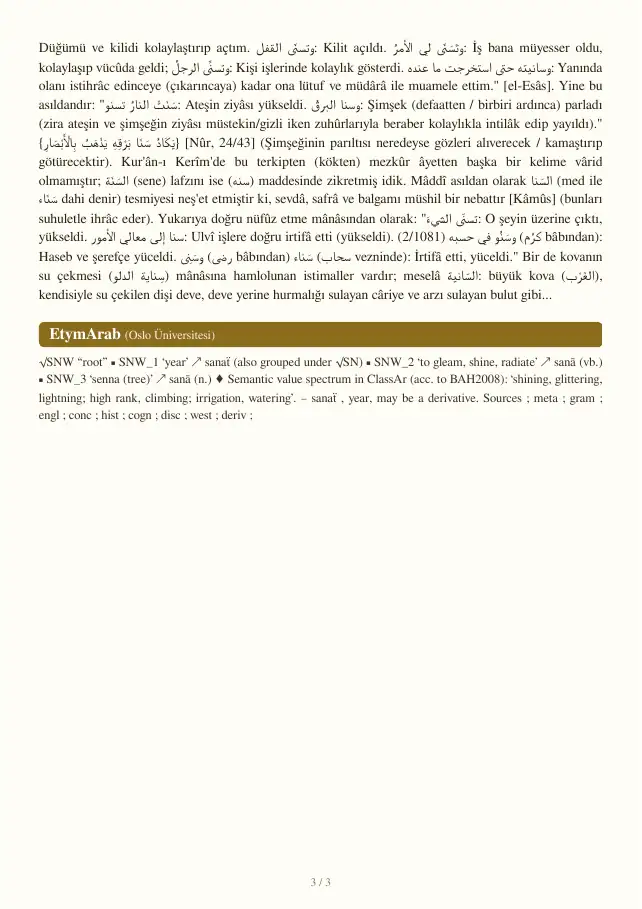 Düğümü ve kilidi kolaylaştırıp açtım. وتسنّى القفل: Kilit açıldı. وتَسَنّى لي الأمرُ: İş bana müyesser oldu,
kolaylaşıp vücûda geldi; وتسنّى الرجلُ: Kişi işlerinde kolaylık gösterdi. وسانيته حتى استخرجت ما عنده: Yanında
olanı istihrâc edinceye (çıkarıncaya) kadar ona lütuf ve müdârâ ile muamele ettim." [el-Esâs]. Yine bu
asıldandır: "سَنَتْ النارُ تسنو: Ateşin ziyâsı yükseldi. وسنا البرقُ: Şimşek (defaatten / birbiri ardınca) parladı
(zira ateşin ve şimşeğin ziyâsı müstekin/gizli iken zuhûrlarıyla beraber kolaylıkla intilâk edip yayıldı)."
{يَكَادُ سَنَا بَرْقِهِ يَذْهَبُ بِالْأَبْصَارِ} [Nûr, 24/43] (Şimşeğinin parıltısı neredeyse gözleri alıverecek / kamaştırıp
götürecektir). Kur'ân-ı Kerîm'de bu terkipten (kökten) mezkûr âyetten başka bir kelime vârid
olmamıştır; السَّنَة (sene) lafzını ise (سنه) maddesinde zikretmiş idik. Mâddî asıldan olarak السَنا (med ile
سَناء dahi denir) tesmiyesi neş'et etmiştir ki, sevdâ, safrâ ve balgamı müshil bir nebattır [Kâmûs] (bunları
suhuletle ihrâc eder). Yukarıya doğru nüfûz etme mânâsından olarak: "تسنّى الشيءَ: O şeyin üzerine çıktı,
yükseldi. سنا إلى معالي الأمور: Ulvî işlere doğru irtifâ etti (yükseldi). (2/1081) وسَنُو في حسبه (كرُم bâbından):
Haseb ve şerefçe yüceldi. وسَنِيَ (رضى bâbından) سَناء (سحاب vezninde): İrtifâ etti, yüceldi." Bir de kovanın
su çekmesi (سِناية الدلو) mânâsına hamlolunan istimaller vardır; meselâ السّانية: büyük kova (الغَرْب),
kendisiyle su çekilen dişi deve, deve yerine hurmalığı sulayan câriye ve arzı sulayan bulut gibi...
EtymArab (Oslo Üniversitesi)
√SNW “root” ▪ SNW_1 ‘year’ ↗ sanaẗ (also grouped under √SN) ▪ SNW_2 ‘to gleam, shine, radiate’ ↗ sanā (vb.)
▪ SNW_3 ‘senna (tree)’ ↗ sanā (n.) ♦ Semantic value spectrum in ClassAr (acc. to BAH2008): ‘shining, glittering,
lightning; high rank, climbing; irrigation, watering’. – sanaẗ , year, may be a derivative. Sources ; meta ; gram ;
engl ; conc ; hist ; cogn ; disc ; west ; deriv ;
3 / 3